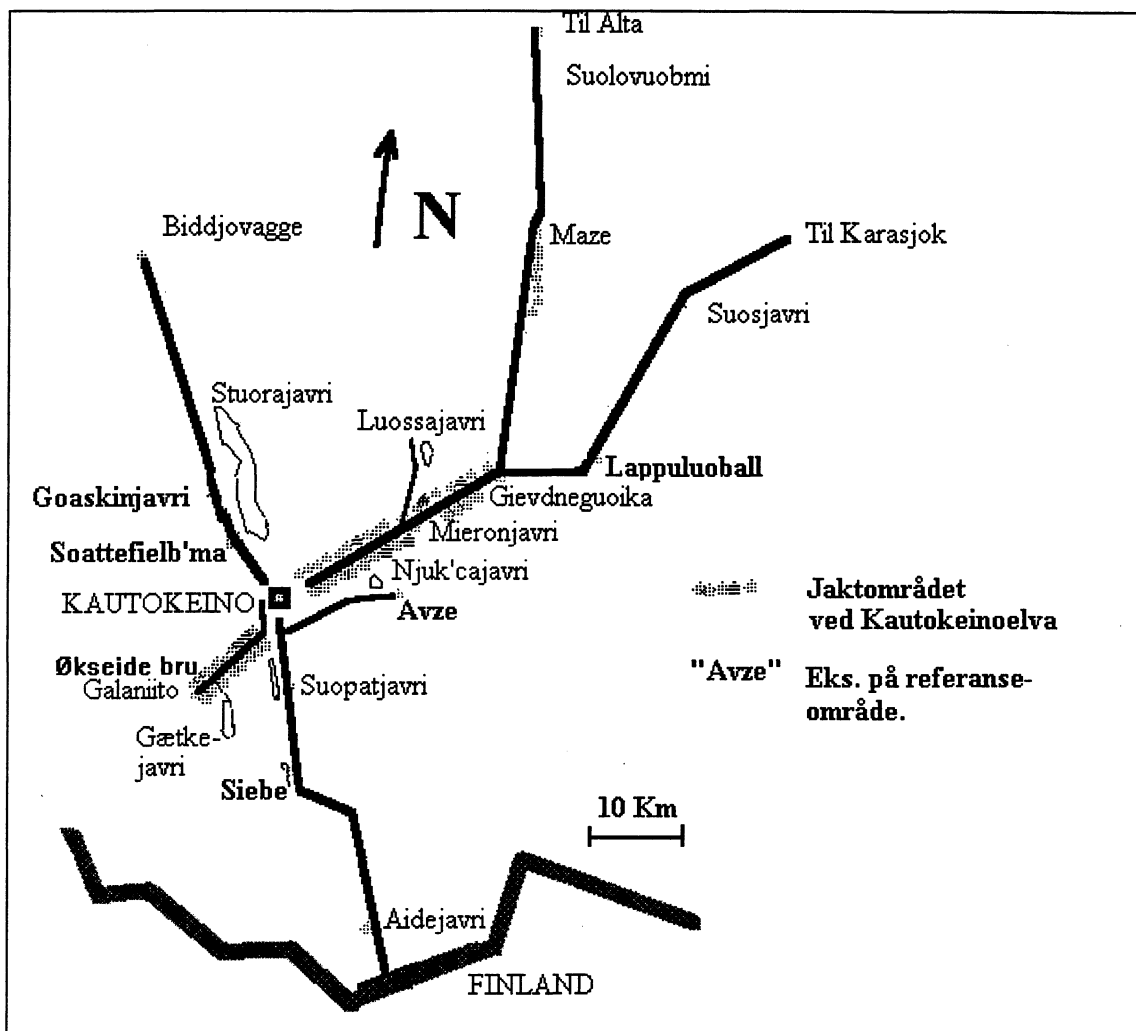 Til Alta
Suolovuobmi
N
Biddjovagge
Maze
Til Karasjok
Suosjavri
Stuorajavri
Luossajavri
Lappuluoball
Goaskinjavri
Gievdneguoika
Mieronjavri
Soattefielb'ma
Njuk'cajavri
KAUTOKEINO
Avze
Jaktområdet
ved Kautokeinoelva
Økseide bru
Galaniito
Suopatjavri
"Avze"
Eks. på referanse-
område.
Gætke-
javri
Siebe
10 Km
Aidejavri
FINLAND